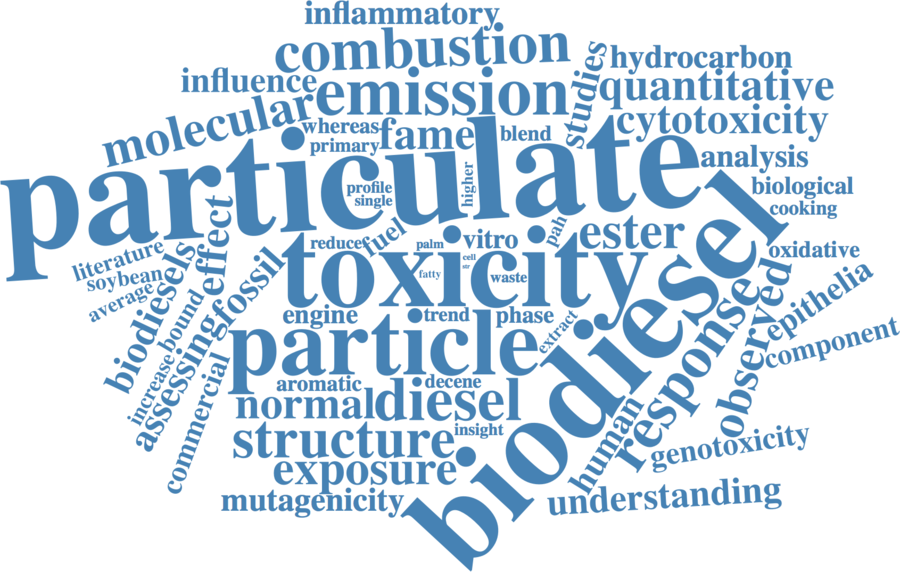 inflammatory
combustion
studies
hydrocarbon
influence
emission
quantitative
molecular
whereas
fame
blend
cytotoxicity
primary
particulate
analysis
profile
higher
single
biological
cooking
effect
literature
reduce
fuel
palm
vitro
pah
ester
oxidative
soybean
biodiesels
fossil
toxicity
cell
str
fatty
waste
biodiesel
average
bound
engine
trend
phase
extract
epithelia
increase
assessing
particle
response
observed
component
commercial
aromatic
decene
normal
diesel
structure
insight
human
genotoxicity
exposure
mutagenicity
understanding